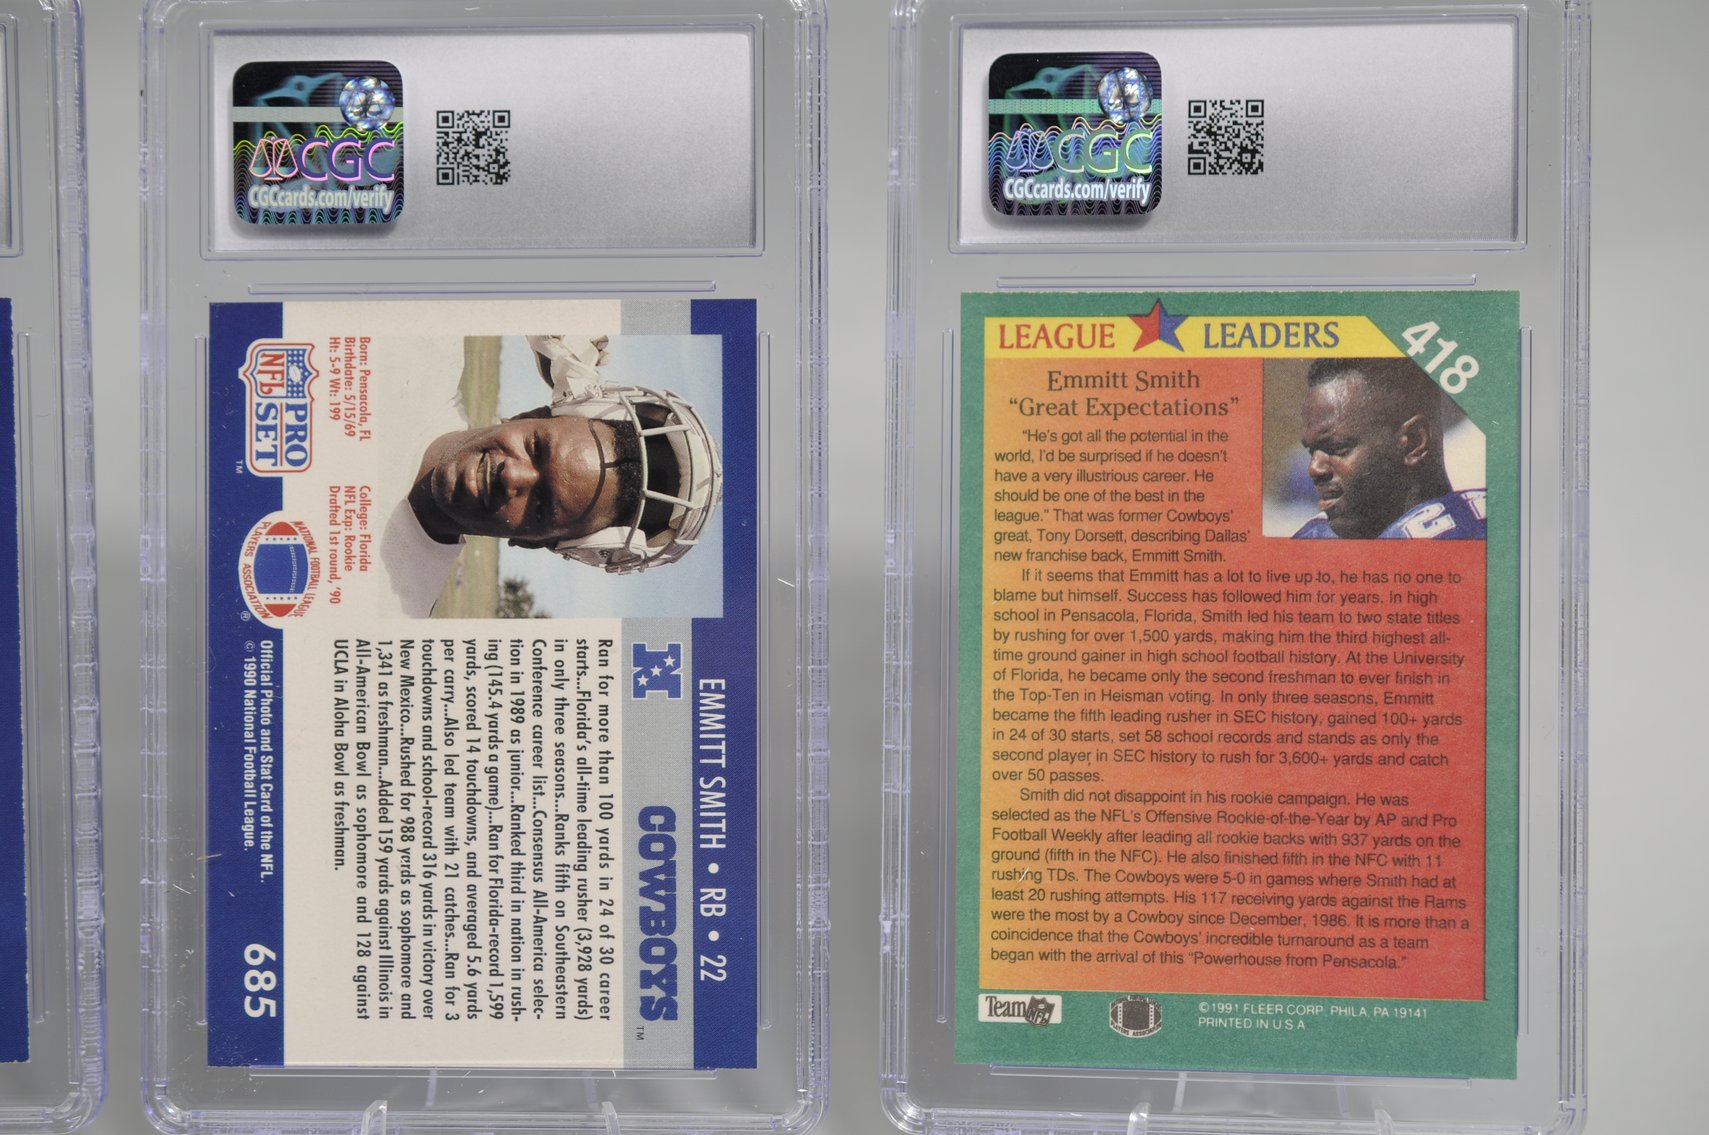 CGC
CGCcards.com/verify
EMMITT SMITH • RB • 22
COWBOYS™
N
Ran for more than 100 yards in 24 of 30 career
starts...Florida's all-time leading rusher (3,928 yards)
in only three seasons...Ranks fifth on Southeastern
Conference career list...Consensus All-America selec-
tion in 1989 as junior...Ranked third in nation in rush-
ing (145.4 yards a game)...Ran for Florida-record 1,599
yards, scored 14 touchdowns, and averaged 5.6 yards
per carry...Also led team with 21 catches...Ran for 3
touchdowns and school-record 316 yards in victory over
New Mexico...Rushed for 988 yards as sophomore and
1,341 as freshman...Added 159 yards against Illinois in
All-American Bowl as sophomore and 128 against
UCLA in Aloha Bowl as freshman.
Born: Pensacola, FL
Birthdate: 5/15/69
Ht: 5-9 Wt: 199
College: Florida
NFL Exp: Rookie
Drafted 1st round, '90
PRO SET™
NFL
NATIONAL FOOTBALL LEAGUE
PLAYERS ASSOCIATION®
Official Photo and Stat Card of the NFL.
© 1990 National Football League.
685
CGC
CGCcards.com/verify
LEAGUE LEADERS
418
Emmitt Smith
"Great Expectations"
"He's got all the potential in the
world, I'd be surprised if he doesn't
have a very illustrious career. He
should be one of the best in the
league." That was former Cowboys'
great, Tony Dorsett, describing Dallas'
new franchise back, Emmitt Smith.
If it seems that Emmitt has a lot to live up to, he has no one to
blame but himself. Success has followed him for years. In high
school in Pensacola, Florida, Smith led his team to two state titles
by rushing for over 1,500 yards, making him the third highest all-
time ground gainer in high school football history. At the University
of Florida, he became only the second freshman to ever finish in
the Top-Ten in Heisman voting. In only three seasons, Emmitt
became the fifth leading rusher in SEC history, gained 100+ yards
in 24 of 30 starts, set 58 school records and stands as only the
second player in SEC history to rush for 3,600+ yards and catch
over 50 passes.
Smith did not disappoint in his rookie campaign. He was
selected as the NFL's Offensive Rookie-of-the-Year by AP and Pro
Football Weekly after leading all rookie backs with 937 yards on the
ground (fifth in the NFC). He also finished fifth in the NFC with 11
rushing TDs. The Cowboys were 5-0 in games where Smith had at
least 20 rushing attempts. His 117 receiving yards against the Rams
were the most by a Cowboy since December, 1986. It is more than a
coincidence that the Cowboys' incredible turnaround as a team
began with the arrival of this "Powerhouse from Pensacola."
Team NFL
©1991 FLEER CORP. PHILA. PA 19141
PRINTED IN U S A